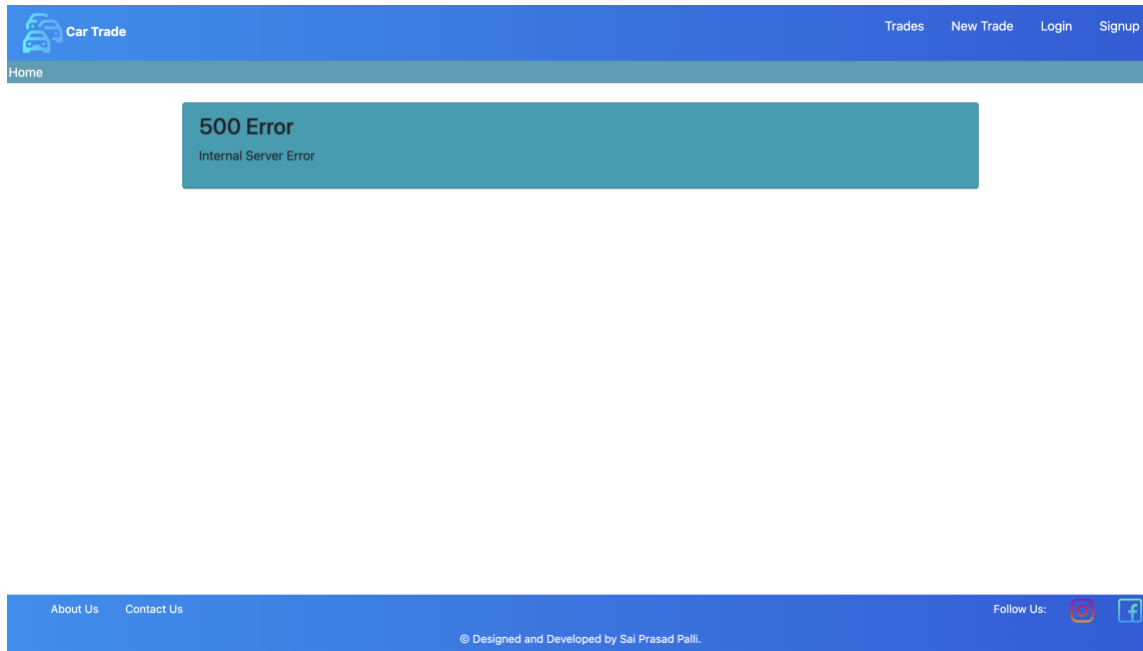 Car Trade Trades New Trade Login Signup
Home
500 Error
Internal Server Error
About Us Contact Us Follow Us:
© Designed and Developed by Sai Prasad Palli.